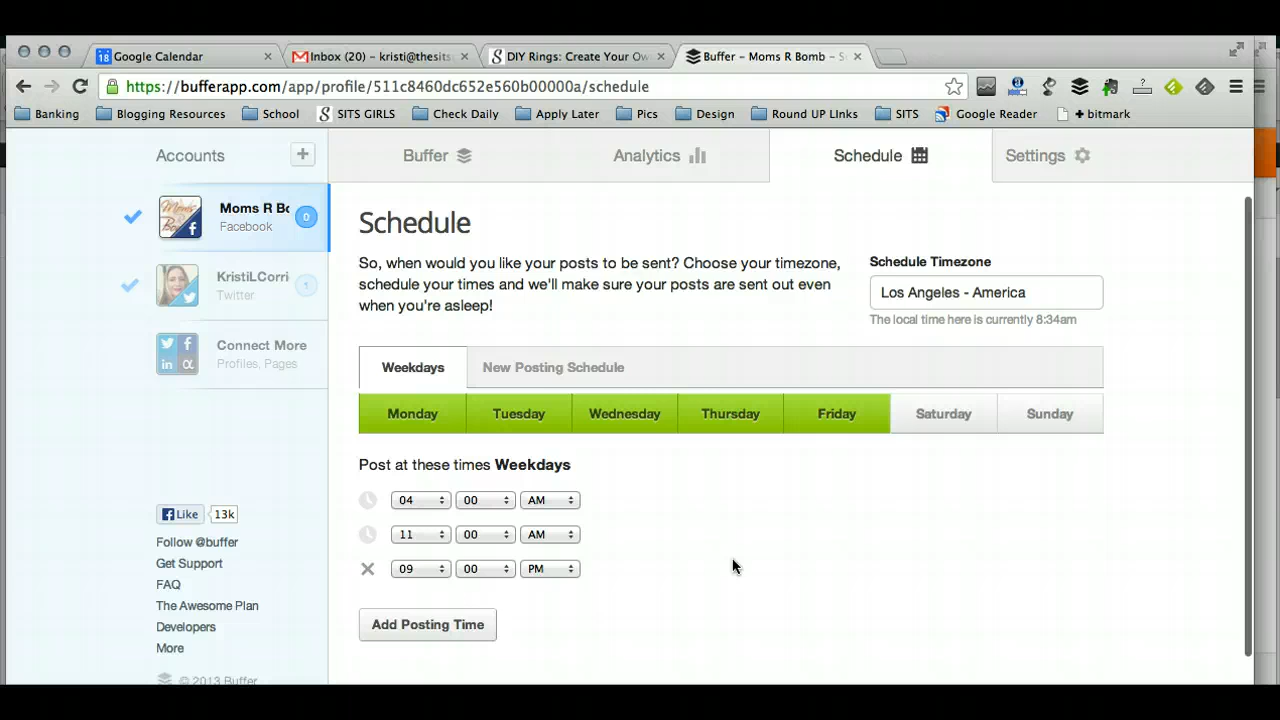 18 Google Calendar
Inbox (20) – kristi@thesits
DIY Rings: Create Your Ow
Buffer – Moms R Bomb – S
https://bufferapp.com/app/profile/511c8460dc652e560b00000a/schedule
Banking
Blogging Resources
School
SITS GIRLS
Check Daily
Apply Later
Pics
Design
Round UP LInks
SITS
Google Reader
+ bitmark
Accounts
+
Buffer
Analytics
Schedule
Settings
Moms R Bo
Facebook
0
KristiLCorri
Twitter
1
Connect More
Profiles, Pages
Like 13k
Follow @buffer
Get Support
FAQ
The Awesome Plan
Developers
More
© 2013 Buffer
Schedule
So, when would you like your posts to be sent? Choose your timezone,
schedule your times and we'll make sure your posts are sent out even
when you're asleep!
Schedule Timezone
Los Angeles - America
The local time here is currently 8:34am
Weekdays
New Posting Schedule
Monday Tuesday Wednesday Thursday Friday Saturday Sunday
Post at these times Weekdays
04 00 AM
11 00 AM
09 00 PM
Add Posting Time